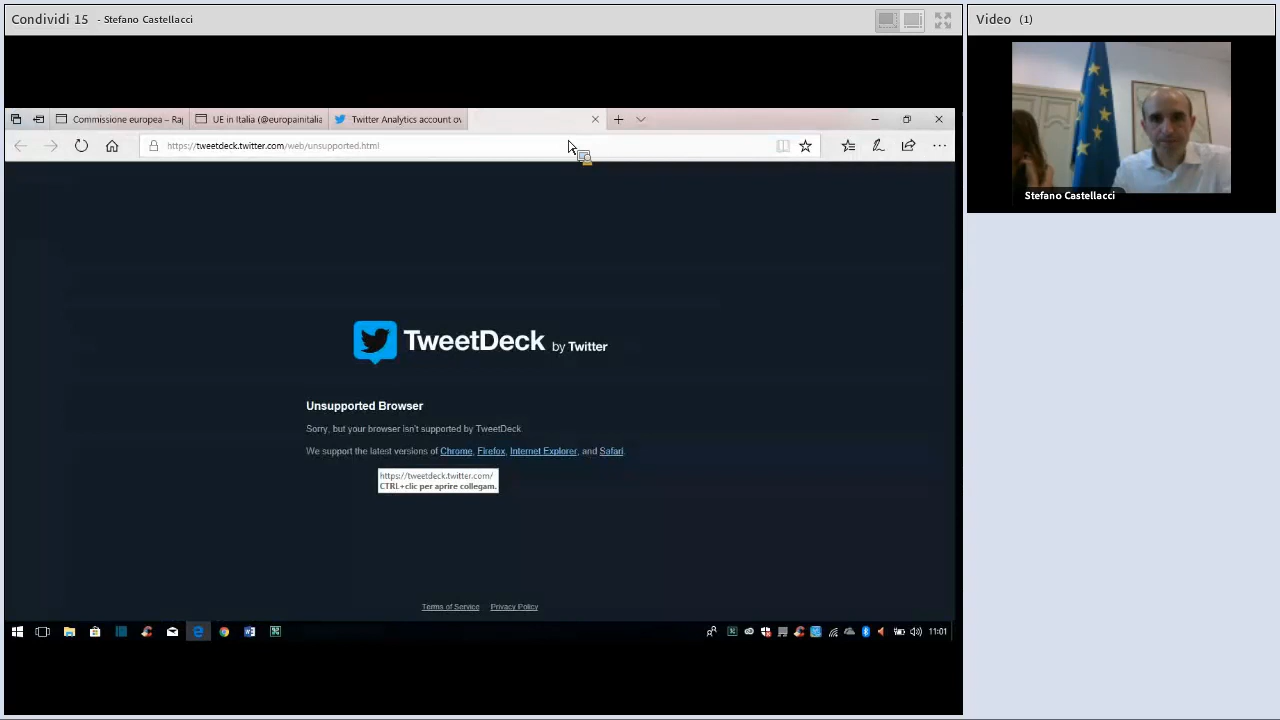 Condividi 15 - Stefano Castellacci
Video (1)
Commissione europea – Rap
UE in Italia (@europainitalia
Twitter Analytics account ov
https://tweetdeck.twitter.com/web/unsupported.html
Stefano Castellacci
TweetDeck by Twitter
Unsupported Browser
Sorry, but your browser isn't supported by TweetDeck.
We support the latest versions of Chrome, Firefox, Internet Explorer, and Safari.
https://tweetdeck.twitter.com/
CTRL+clic per aprire collegam.
Terms of Service Privacy Policy
11:01